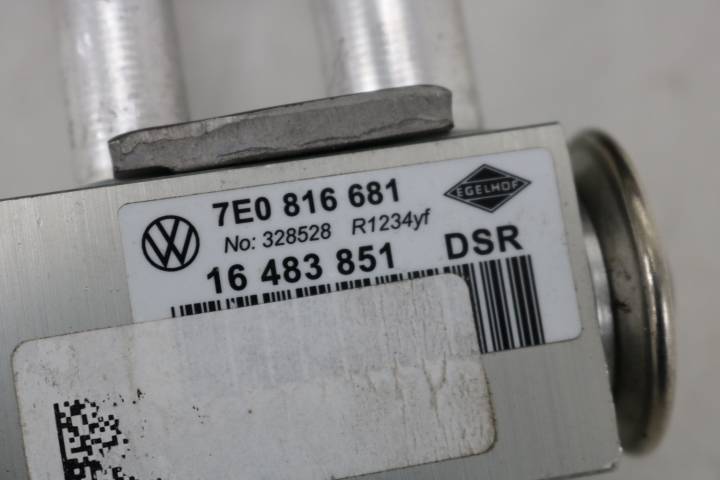 7E0 816 681
EGELHOF
No: 328528 R1234yf
16 483 851 DSR